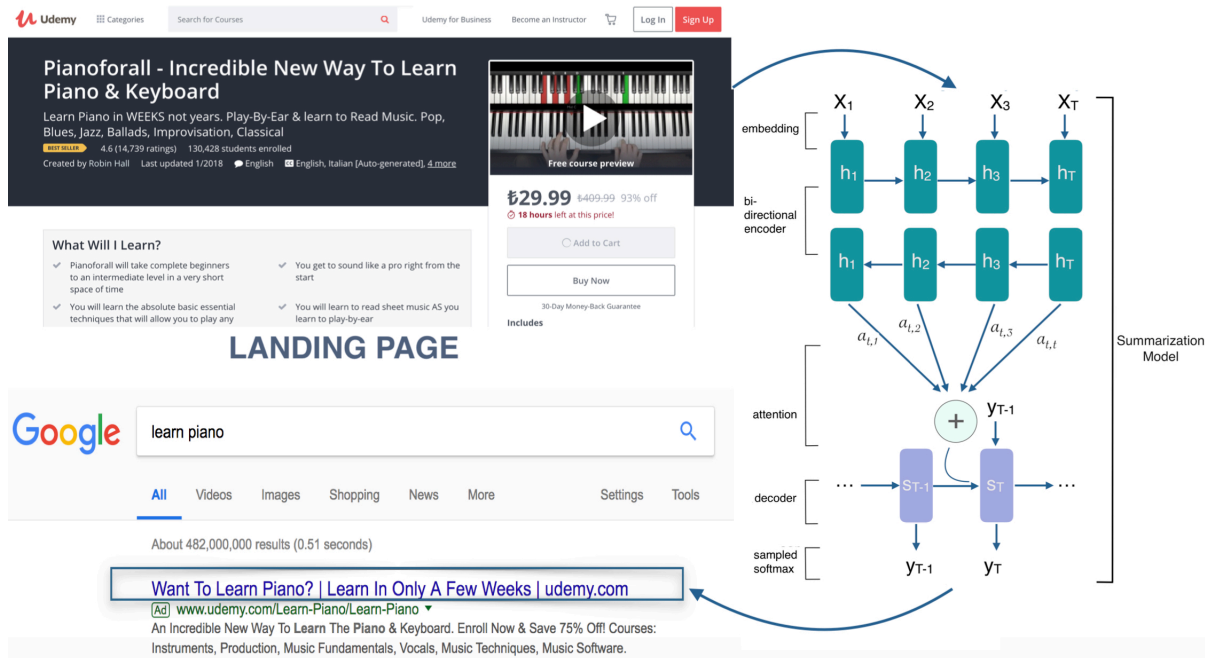 Udemy
Categories
Search for Courses
Udemy for Business
Become an Instructor
Log In
Sign Up
Pianoforall - Incredible New Way To Learn
Piano & Keyboard
Learn Piano in WEEKS not years. Play-By-Ear & learn to Read Music. Pop,
Blues, Jazz, Ballads, Improvisation, Classical
BEST SELLER 4.6 (14,739 ratings) 130,428 students enrolled
Created by Robin Hall Last updated 1/2018 English English, Italian [Auto-generated], 4 more
Free course preview
₺29.99 ₺409.99 93% off
18 hours left at this price!
Add to Cart
Buy Now
30-Day Money-Back Guarantee
Includes
What Will I Learn?
Pianoforall will take complete beginners
to an intermediate level in a very short
space of time
You will learn the absolute basic essential
techniques that will allow you to play any
You get to sound like a pro right from the
start
You will learn to read sheet music AS you
learn to play-by-ear
LANDING PAGE
Google
learn piano
All Videos Images Shopping News More Settings Tools
About 482,000,000 results (0.51 seconds)
Want To Learn Piano? | Learn In Only A Few Weeks | udemy.com
Ad www.udemy.com/Learn-Piano/Learn-Piano
An Incredible New Way To Learn The Piano & Keyboard. Enroll Now & Save 75% Off! Courses:
Instruments, Production, Music Fundamentals, Vocals, Music Techniques, Music Software.
X1 X2 X3 XT
embedding
h1 h2 h3 hT
bi-
directional
encoder
h1 h2 h3 hT
at,1 at,2 at,3 at,t
attention
+
yT-1
decoder
... ST-1 ST ...
sampled
softmax
yT-1 yT
Summarization
Model